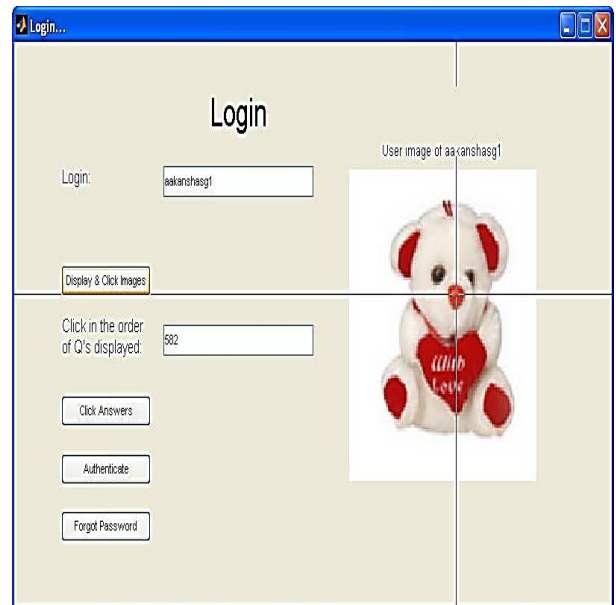 Login...
Login
User image of aakanshasg1
Login:
aakanshasg1
Display & Click Images
Click in the order
of Q's displayed:
582
With
Love
Click Answers
Authenticate
Forgot Password